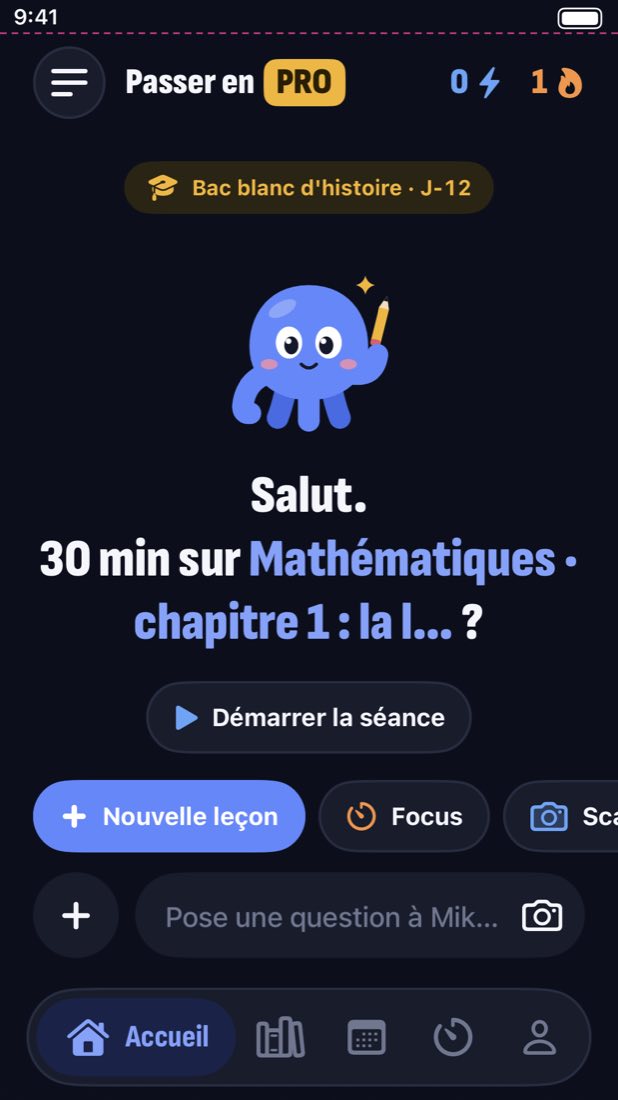 9:41
Passer en PRO
0
1
Bac blanc d'histoire · J-12
Salut.
30 min sur Mathématiques ·
chapitre 1 : la l... ?
Démarrer la séance
Nouvelle leçon
Focus
Sca
Pose une question à Mik...
Accueil